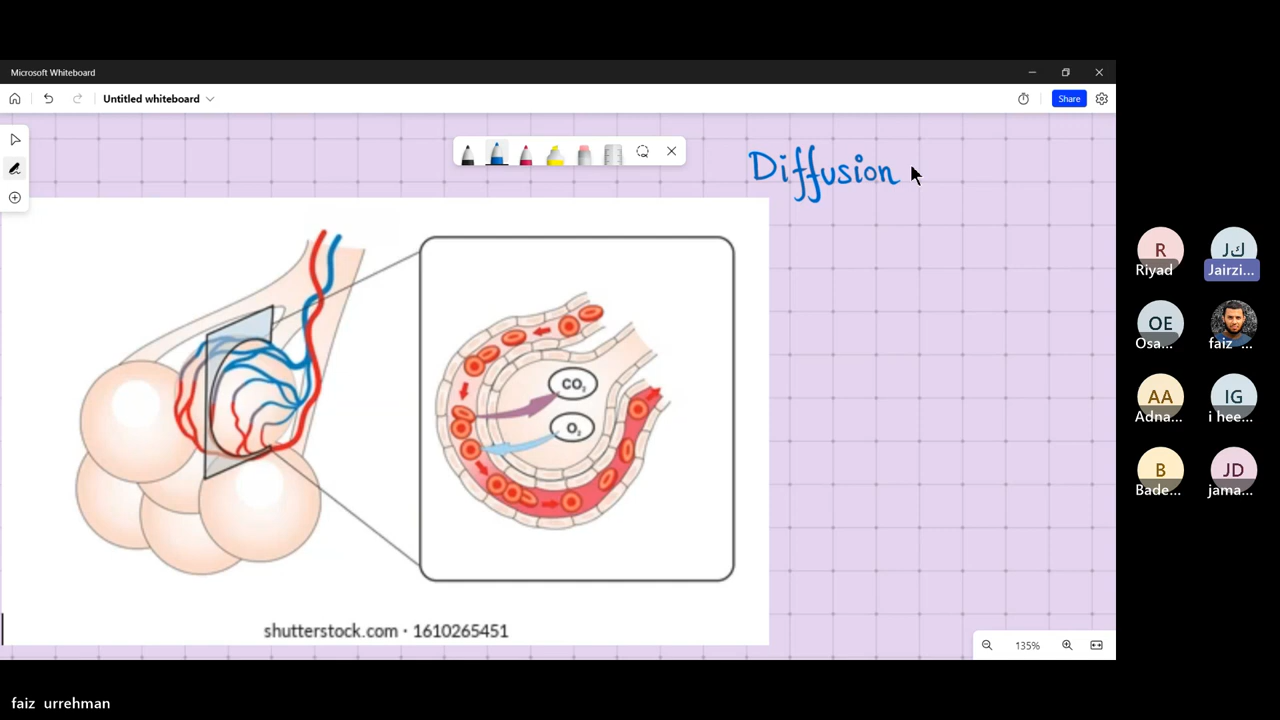 Microsoft Whiteboard
Untitled whiteboard
Share
Diffusion
CO₂
O₂
shutterstock.com · 1610265451
135%
R
Riyad
Jك
Jairzi...
OE
Osa...
faiz ...
AA
Adna...
IG
i hee...
B
Bade...
JD
jama...
faiz urrehman